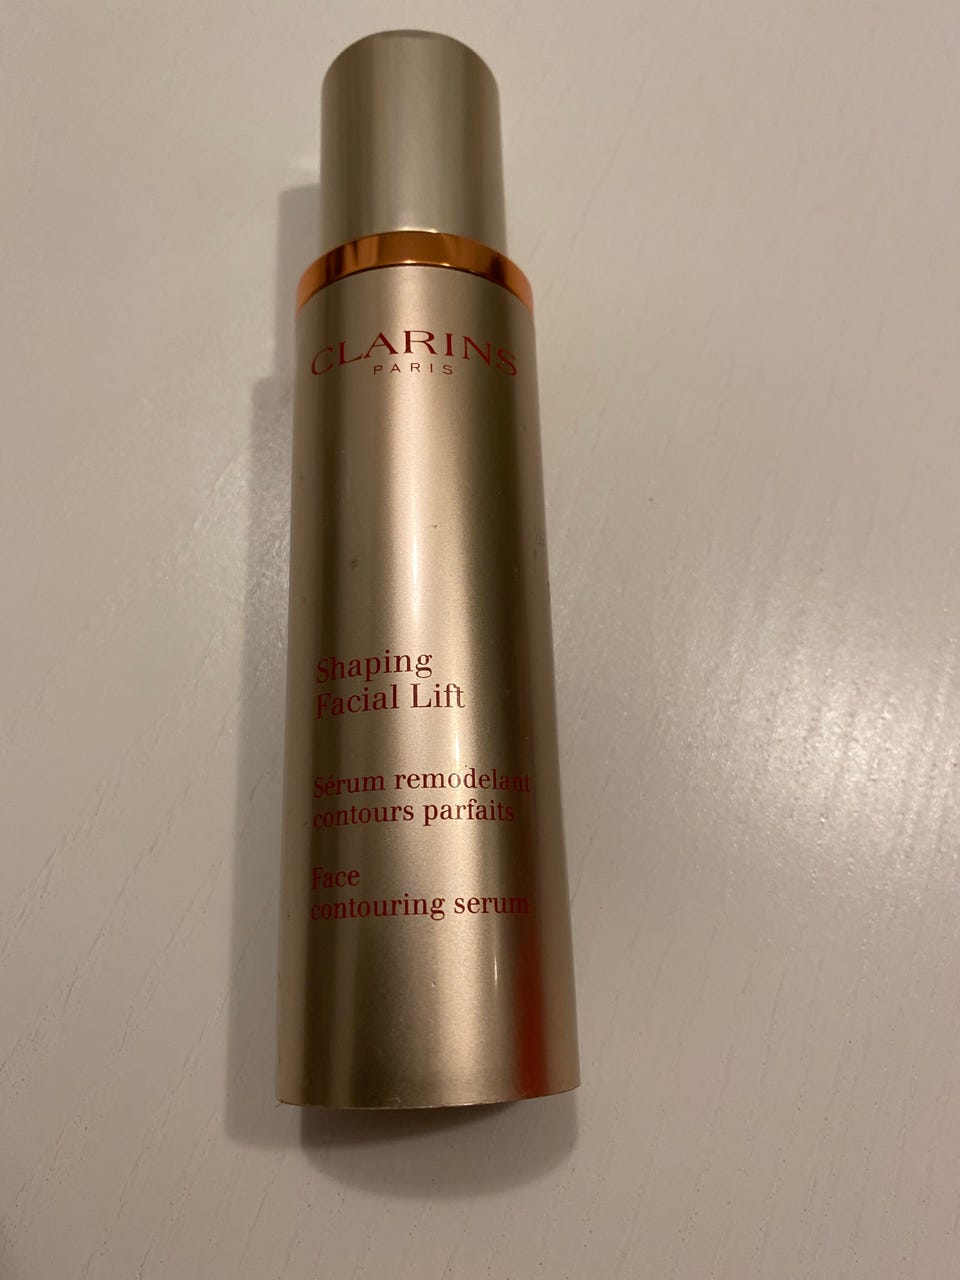 CLARINS
PARIS
Shaping
Facial Lift
Sérum remodelant
contours parfaits
Face
contouring serum